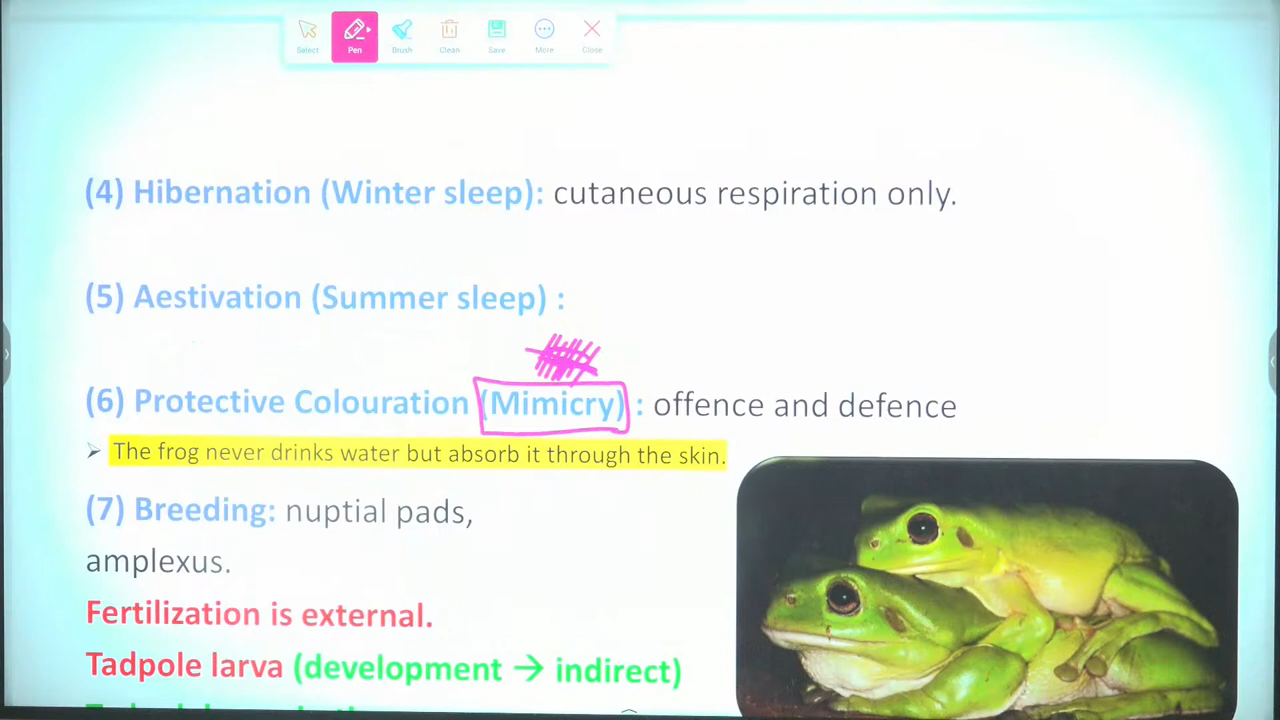 Select Pen Brush Clean Save More Close
(4) Hibernation (Winter sleep): cutaneous respiration only.
(5) Aestivation (Summer sleep) :
(6) Protective Colouration (Mimicry) : offence and defence
➢ The frog never drinks water but absorb it through the skin.
(7) Breeding: nuptial pads,
amplexus.
Fertilization is external.
Tadpole larva (development → indirect)